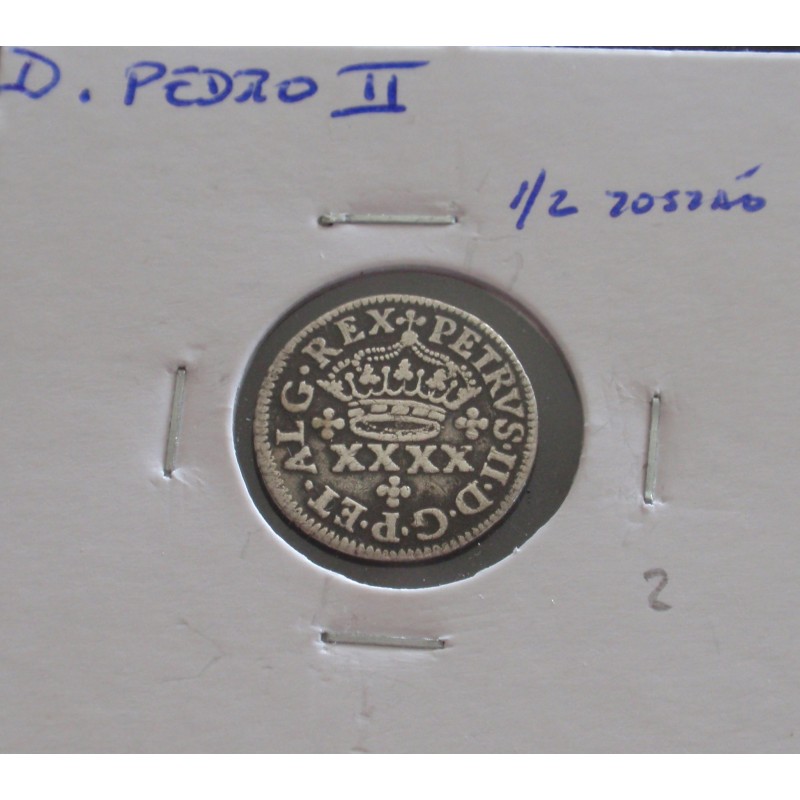 D. PEDRO II
1/2 TOSTÃO
PETRVS·II·D·G·P·ET·ALG·REX
XXXX
2